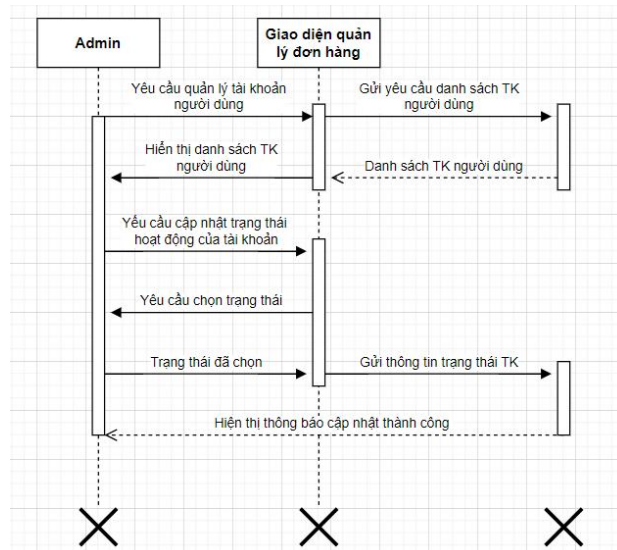 Admin
Giao diện quản
lý đơn hàng
Yêu cầu quản lý tài khoản
người dùng
Gửi yêu cầu danh sách TK
người dùng
Hiển thị danh sách TK
người dùng
Danh sách TK người dùng
Yếu cầu cập nhật trạng thái
hoạt động của tài khoản
Yêu cầu chọn trạng thái
Trạng thái đã chọn
Gửi thông tin trạng thái TK
Hiện thị thông báo cập nhật thành công